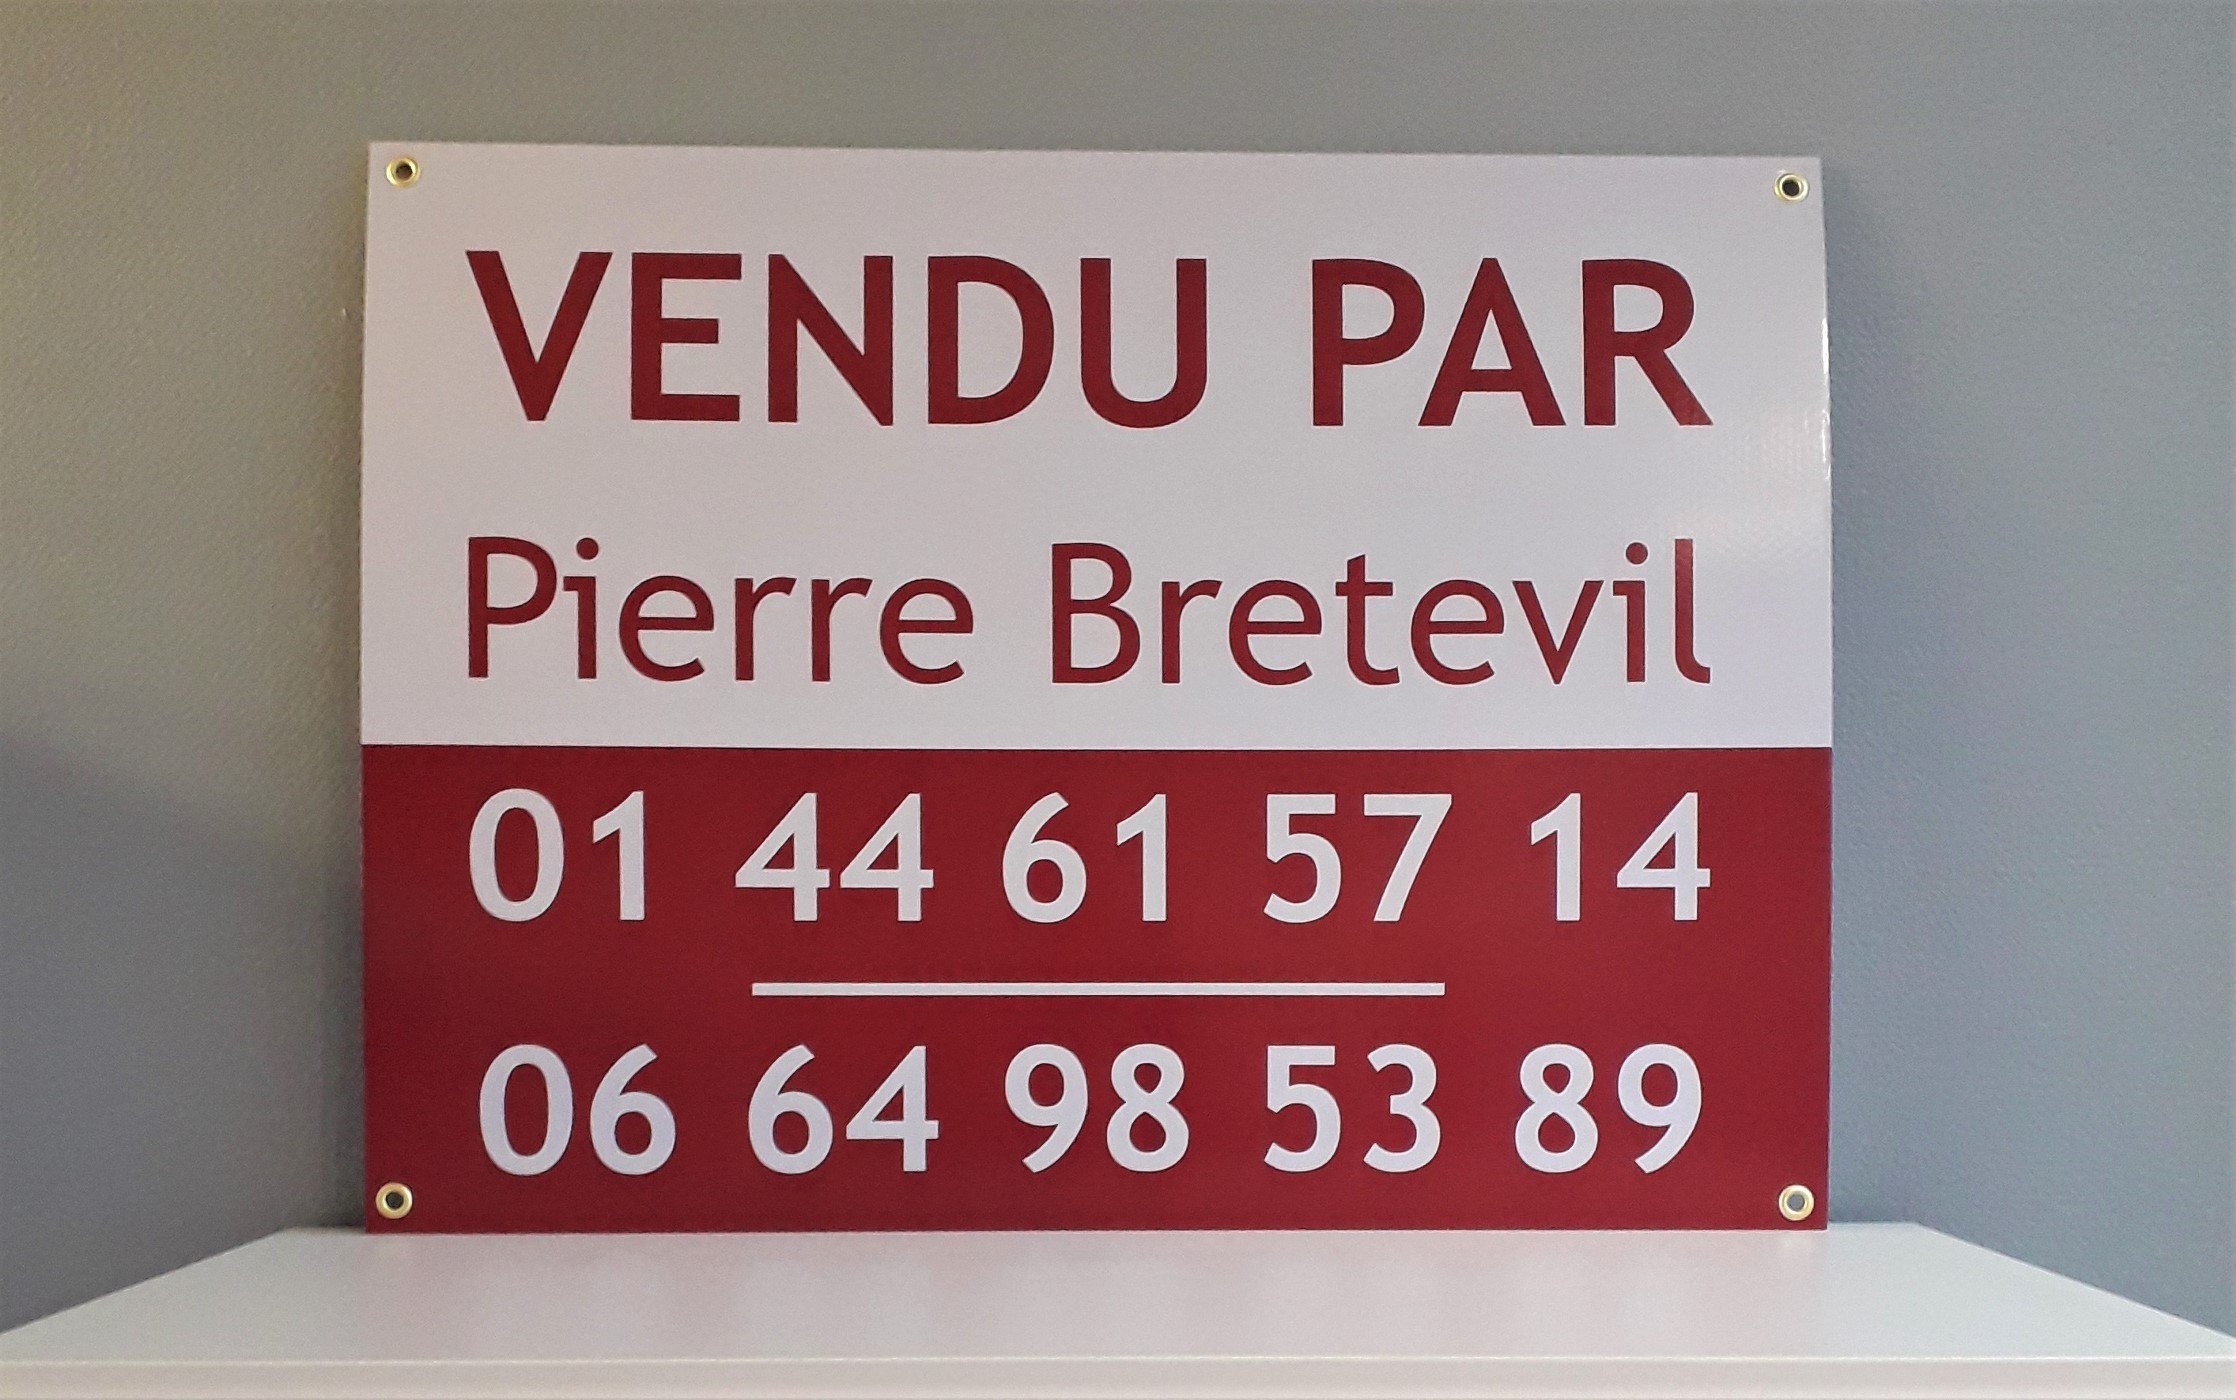 VENDU PAR
Pierre Bretevil
01 44 61 57 14
06 64 98 53 89